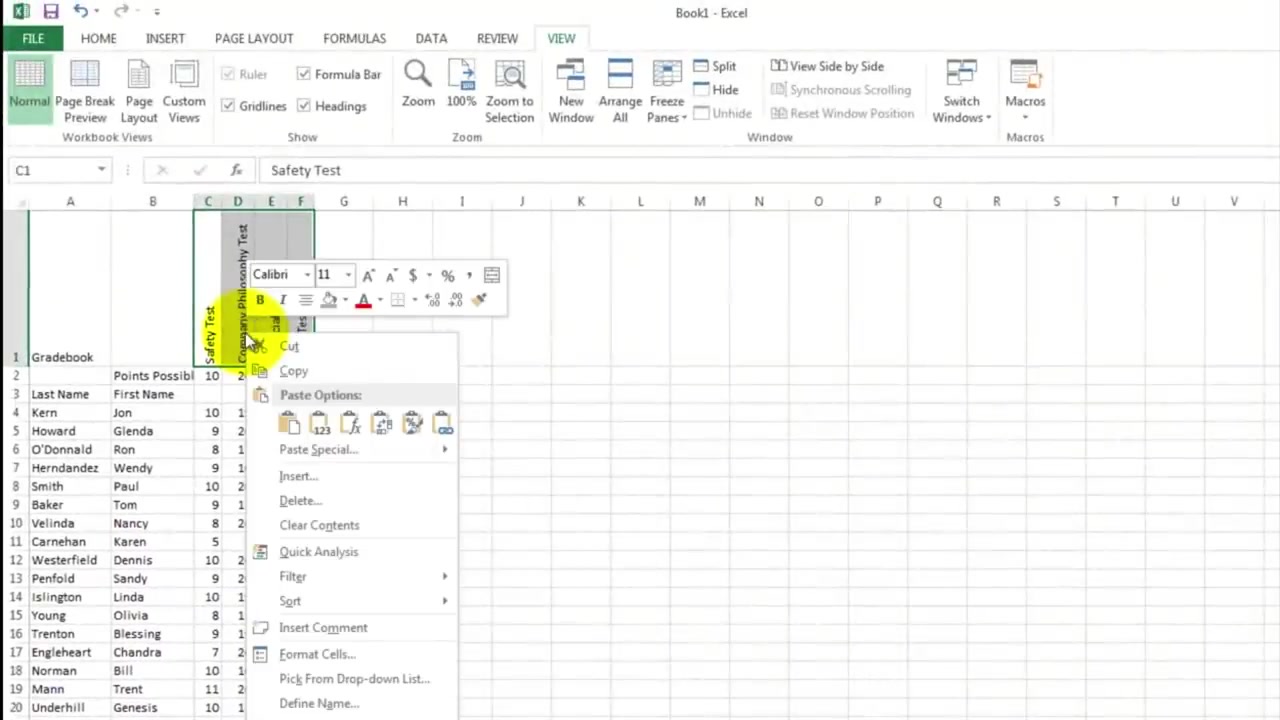 Book1 - Excel
FILE HOME INSERT PAGE LAYOUT FORMULAS DATA REVIEW VIEW
Normal
Page Break Preview
Page Layout
Custom Views
Workbook Views
Ruler
Formula Bar
Gridlines
Headings
Show
Zoom
100%
Zoom to Selection
Zoom
New Window
Arrange All
Freeze Panes
Split
Hide
Unhide
View Side by Side
Synchronous Scrolling
Reset Window Position
Window
Switch Windows
Macros
Macros
C1 fx Safety Test
A B C D E F G H I J K L M N O P Q R S T U V
1 Gradebook Safety Test Company Philosophy Test
2 Points Possibl 10 2
3 Last Name First Name
4 Kern Jon 10 1
5 Howard Glenda 9 2
6 O'Donnald Ron 8 1
7 Herndandez Wendy 9 1
8 Smith Paul 10 2
9 Baker Tom 9 1
10 Velinda Nancy 8 2
11 Carnehan Karen 5
12 Westerfield Dennis 10 2
13 Penfold Sandy 9 2
14 Islington Linda 10 1
15 Young Olivia 8 1
16 Trenton Blessing 9 1
17 Engleheart Chandra 7 2
18 Norman Bill 10 1
19 Mann Trent 11 2
20 Underhill Genesis 10 1
Calibri 11 A A $ % ,
B I A .00 .00
Cut
Copy
Paste Options:
123 fx %
Paste Special...
Insert...
Delete...
Clear Contents
Quick Analysis
Filter
Sort
Insert Comment
Format Cells...
Pick From Drop-down List...
Define Name...